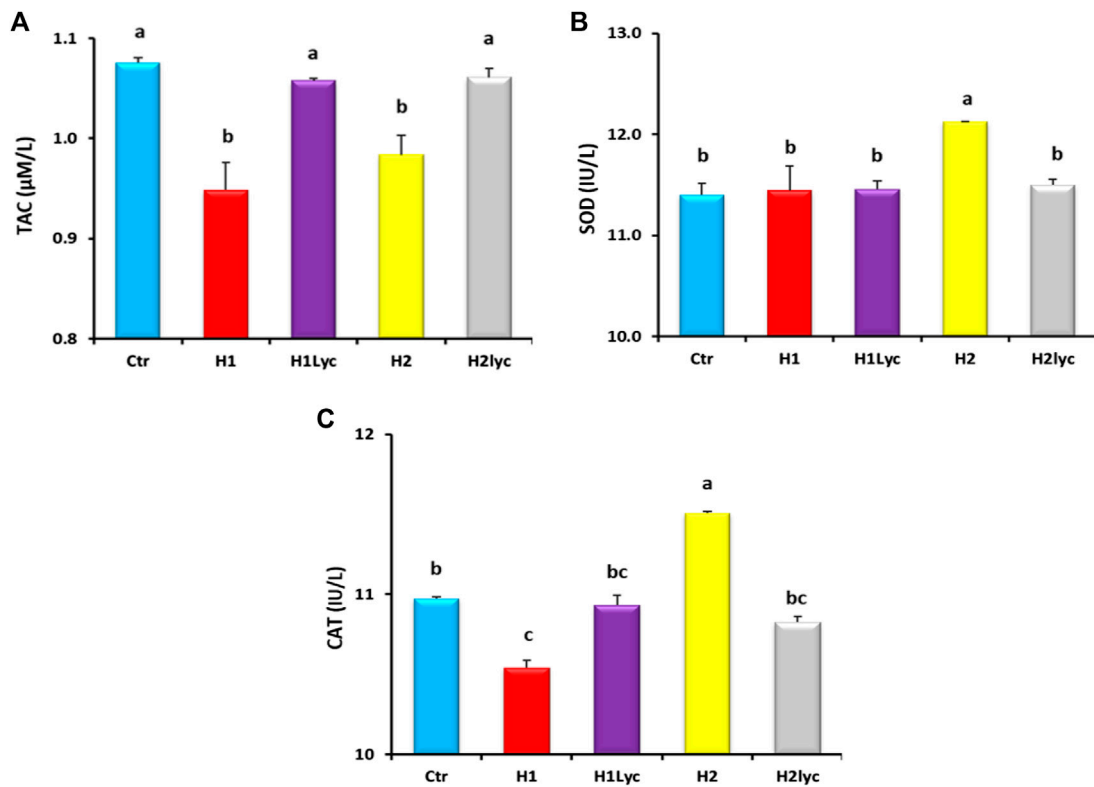 A
TAC (µM/L)
1.1
1.0
0.9
0.8
a
b
a
b
a
Ctr H1 H1Lyc H2 H2lyc
B
SOD (IU/L)
13.0
12.0
11.0
10.0
b
b
b
a
b
Ctr H1 H1Lyc H2 H2lyc
C
CAT (IU/L)
12
11
10
b
c
bc
a
bc
Ctr H1 H1Lyc H2 H2lyc